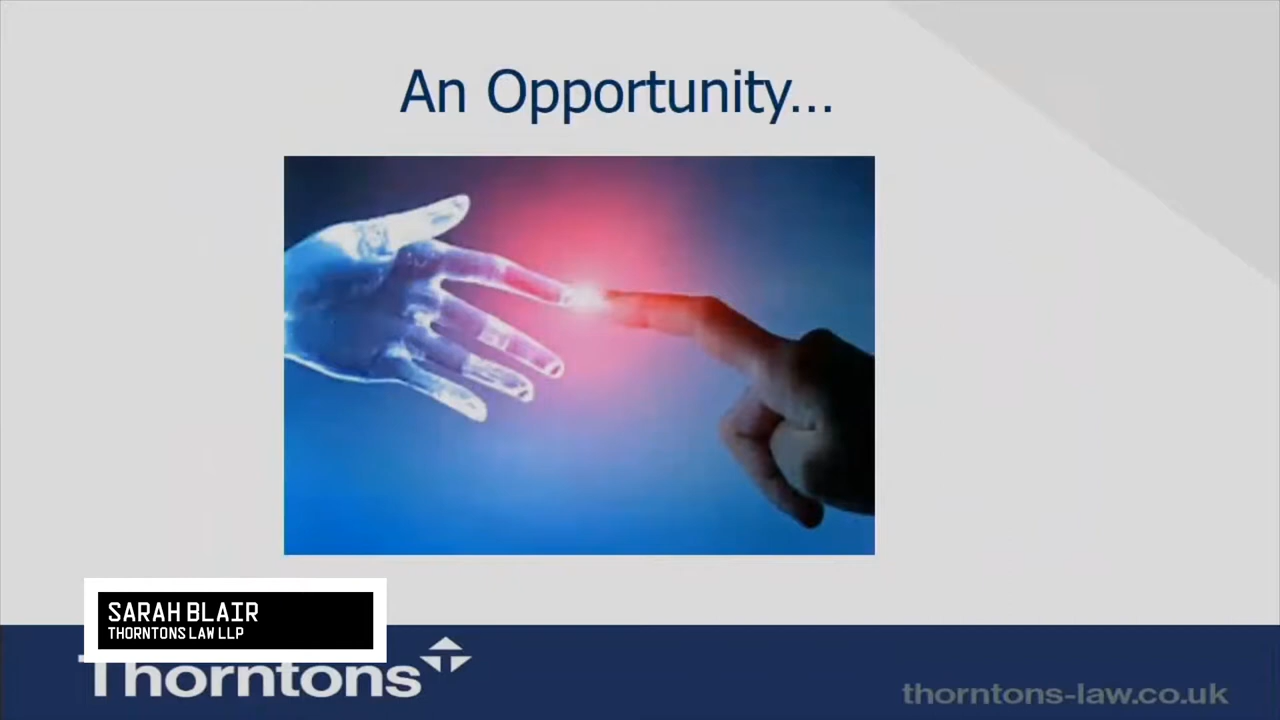 An Opportunity...
SARAH BLAIR
THORNTONS LAW LLP
Thorntons
thorntons-law.co.uk